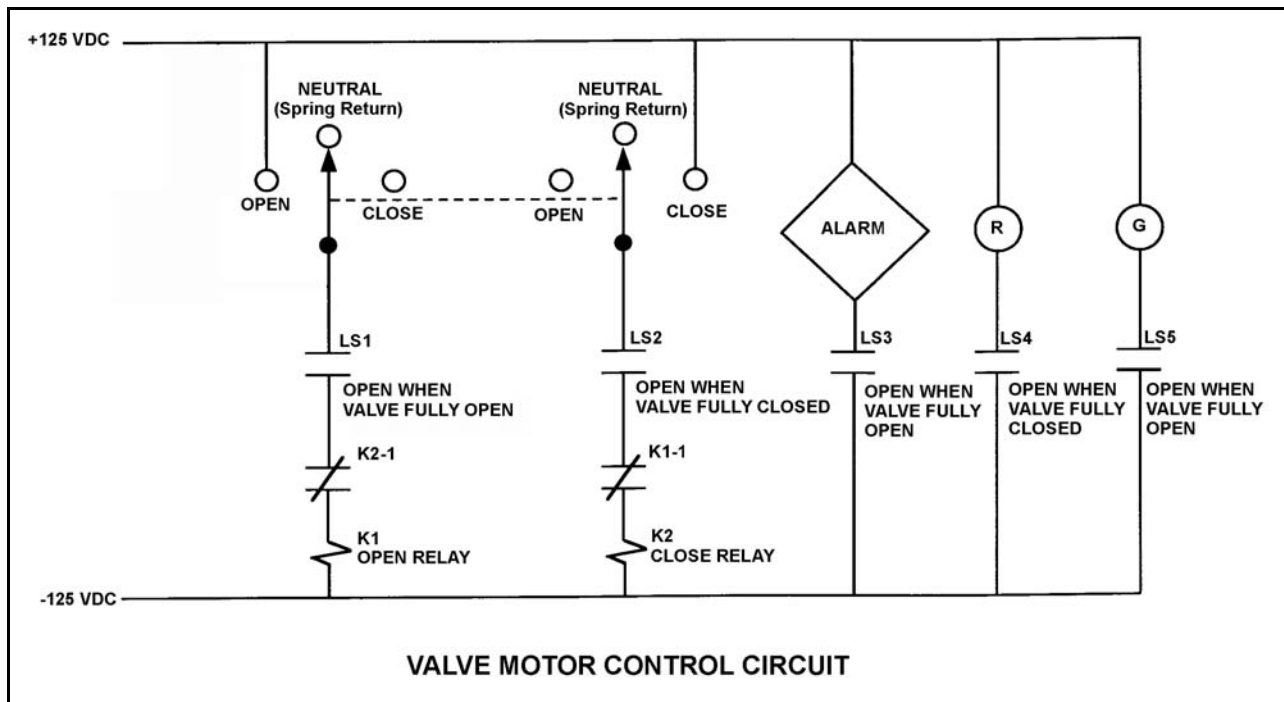 +125 VDC
NEUTRAL
(Spring Return)
NEUTRAL
(Spring Return)
OPEN
CLOSE
OPEN
CLOSE
ALARM
R
G
LS1
OPEN WHEN
VALVE FULLY OPEN
LS2
OPEN WHEN
VALVE FULLY CLOSED
LS3
OPEN WHEN
VALVE FULLY
OPEN
LS4
OPEN WHEN
VALVE FULLY
CLOSED
LS5
OPEN WHEN
VALVE FULLY
OPEN
K2-1
K1-1
K1
OPEN RELAY
K2
CLOSE RELAY
-125 VDC
VALVE MOTOR CONTROL CIRCUIT